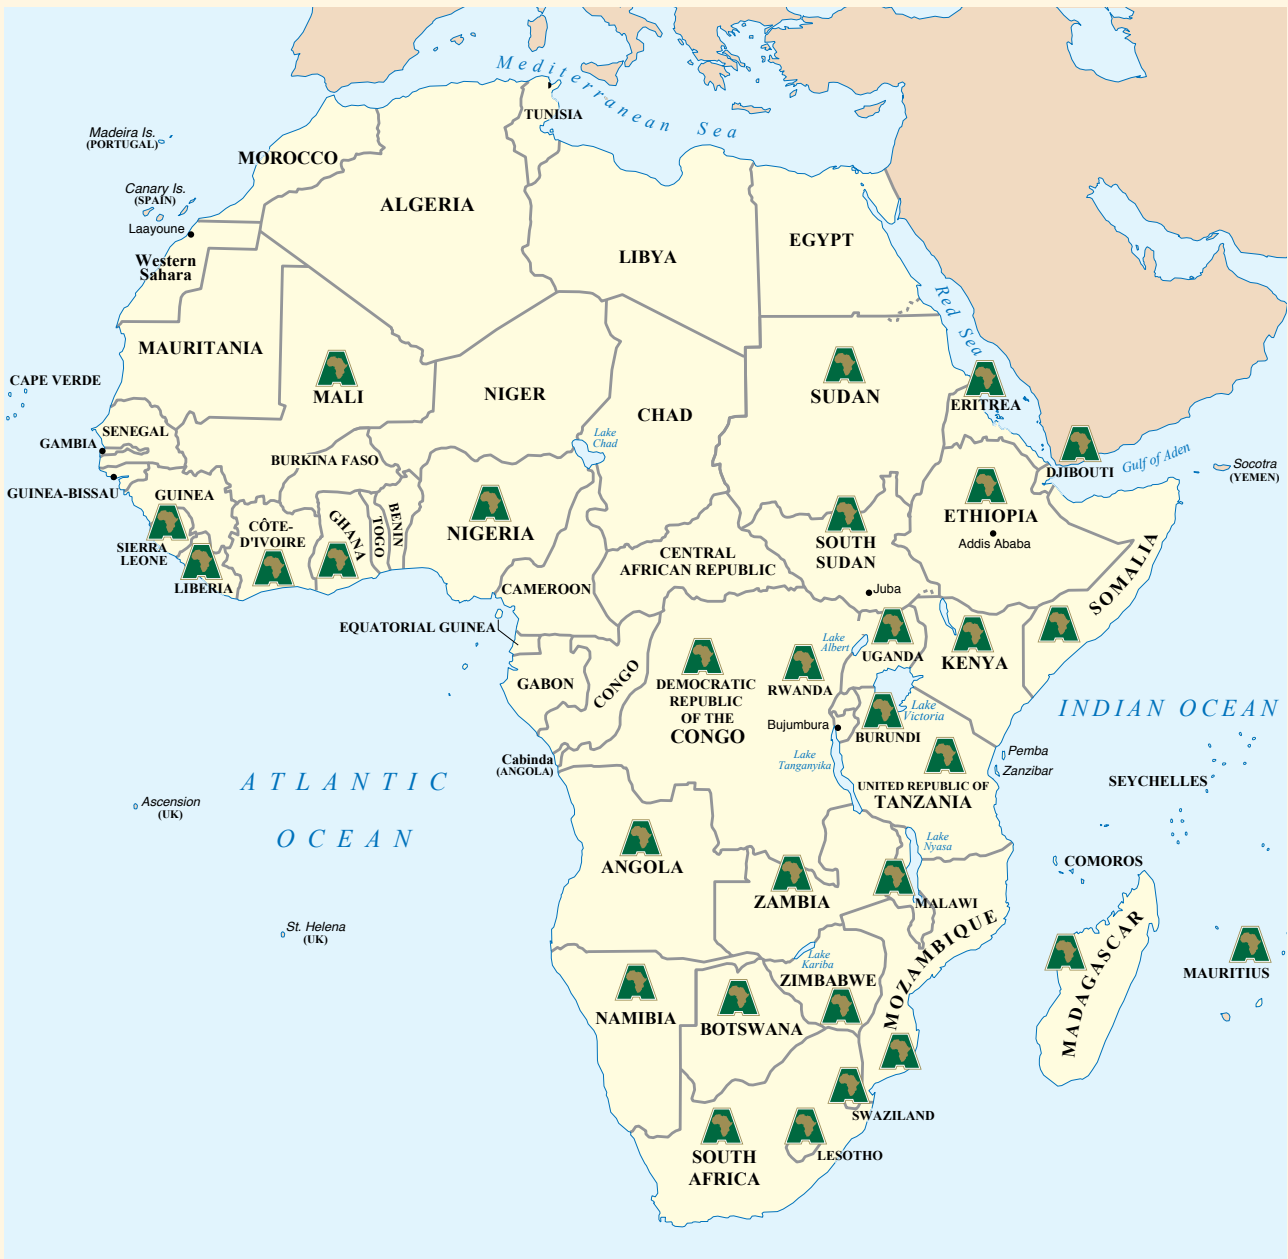 Mediterranean Sea
TUNISIA
Madeira Is.
(PORTUGAL)
MOROCCO
Canary Is.
(SPAIN)
ALGERIA
Laayoune
EGYPT
LIBYA
Western
Sahara
Red Sea
MAURITANIA
CAPE VERDE
MALI
NIGER
SUDAN
ERITREA
CHAD
SENEGAL
GAMBIA
Lake
Chad
BURKINA FASO
DJIBOUTI
Gulf of Aden
Socotra
(YEMEN)
GUINEA-BISSAU
GUINEA
BENIN
TOGO
GHANA
CÔTE-
D'IVOIRE
NIGERIA
ETHIOPIA
Addis Ababa
SIERRA
LEONE
SOUTH
SUDAN
CENTRAL
AFRICAN REPUBLIC
SOMALIA
LIBERIA
CAMEROON
Juba
EQUATORIAL GUINEA
Lake
Albert
UGANDA
KENYA
GABON
CONGO
DEMOCRATIC
REPUBLIC
OF THE
CONGO
RWANDA
Lake
Victoria
INDIAN OCEAN
Bujumbura
BURUNDI
Cabinda
(ANGOLA)
Lake
Tanganyika
Pemba
Zanzibar
ATLANTIC
OCEAN
SEYCHELLES
UNITED REPUBLIC OF
TANZANIA
Ascension
(UK)
Lake
Nyasa
COMOROS
ANGOLA
ZAMBIA
MALAWI
St. Helena
(UK)
MOZAMBIQUE
MADAGASCAR
Lake
Kariba
ZIMBABWE
MAURITIUS
NAMIBIA
BOTSWANA
SWAZILAND
SOUTH
AFRICA
LESOTHO